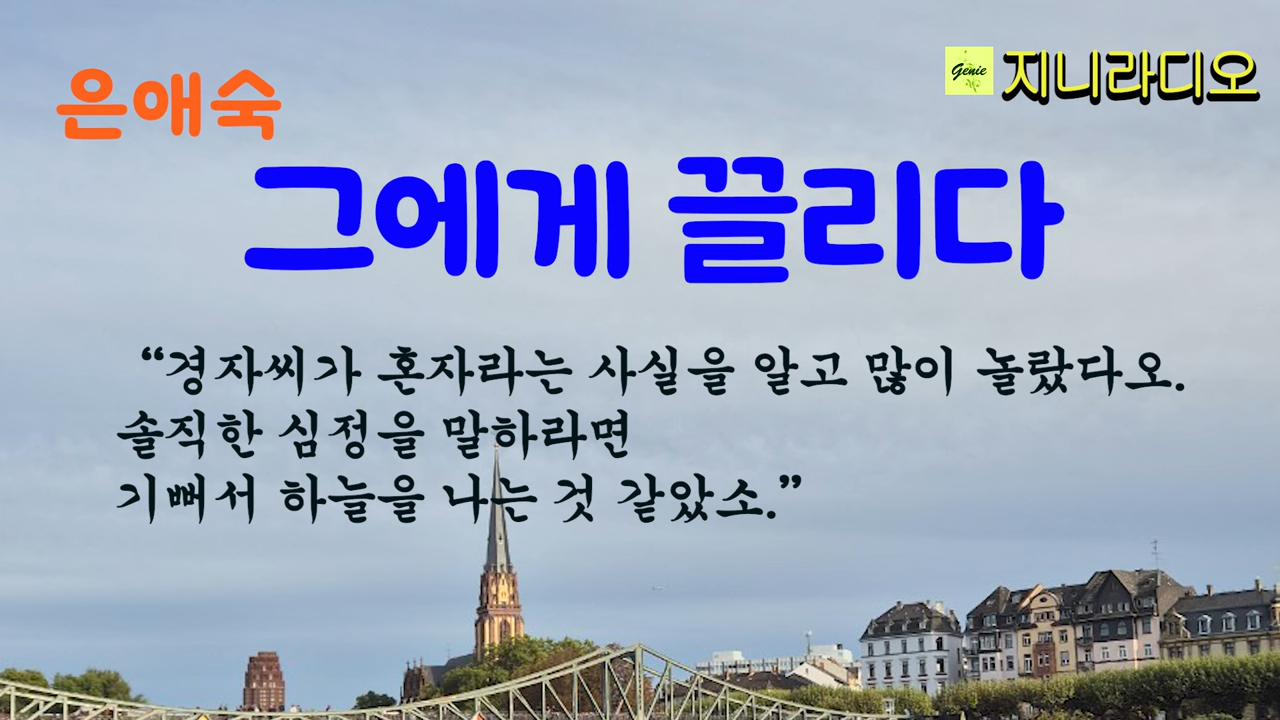 은애숙
Genie 지니라디오
그에게 끌리다
“경자씨가 혼자라는 사실을 알고 많이 놀랐다오.
솔직한 심정을 말하라면
기뻐서 하늘을 나는 것 같았소.”